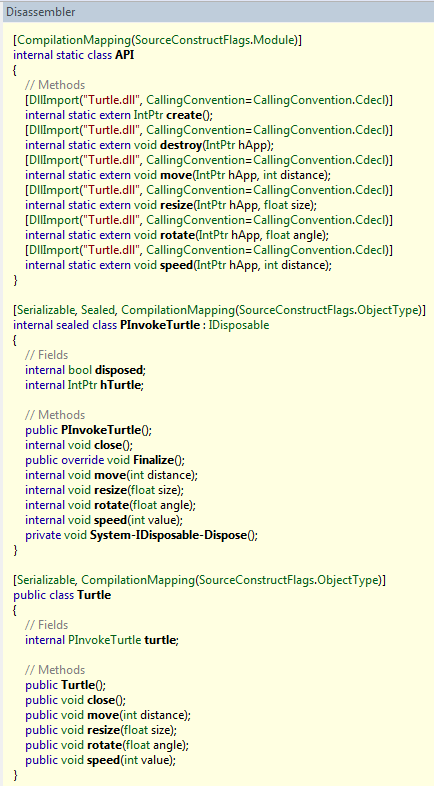 Disassembler
[CompilationMapping(SourceConstructFlags.Module)]
internal static class API
{
// Methods
[DllImport("Turtle.dll", CallingConvention=CallingConvention.Cdecl)]
internal static extern IntPtr create();
[DllImport("Turtle.dll", CallingConvention=CallingConvention.Cdecl)]
internal static extern void destroy(IntPtr hApp);
[DllImport("Turtle.dll", CallingConvention=CallingConvention.Cdecl)]
internal static extern void move(IntPtr hApp, int distance);
[DllImport("Turtle.dll", CallingConvention=CallingConvention.Cdecl)]
internal static extern void resize(IntPtr hApp, float size);
[DllImport("Turtle.dll", CallingConvention=CallingConvention.Cdecl)]
internal static extern void rotate(IntPtr hApp, float angle);
[DllImport("Turtle.dll", CallingConvention=CallingConvention.Cdecl)]
internal static extern void speed(IntPtr hApp, int distance);
}
[Serializable, Sealed, CompilationMapping(SourceConstructFlags.ObjectType)]
internal sealed class PInvokeTurtle : IDisposable
{
// Fields
internal bool disposed;
internal IntPtr hTurtle;
// Methods
public PInvokeTurtle();
internal void close();
public override void Finalize();
internal void move(int distance);
internal void resize(float size);
internal void rotate(float angle);
internal void speed(int value);
private void System-IDisposable-Dispose();
}
[Serializable, CompilationMapping(SourceConstructFlags.ObjectType)]
public class Turtle
{
// Fields
internal PInvokeTurtle turtle;
// Methods
public Turtle();
public void close();
public void move(int distance);
public void resize(float size);
public void rotate(float angle);
public void speed(int value);
}